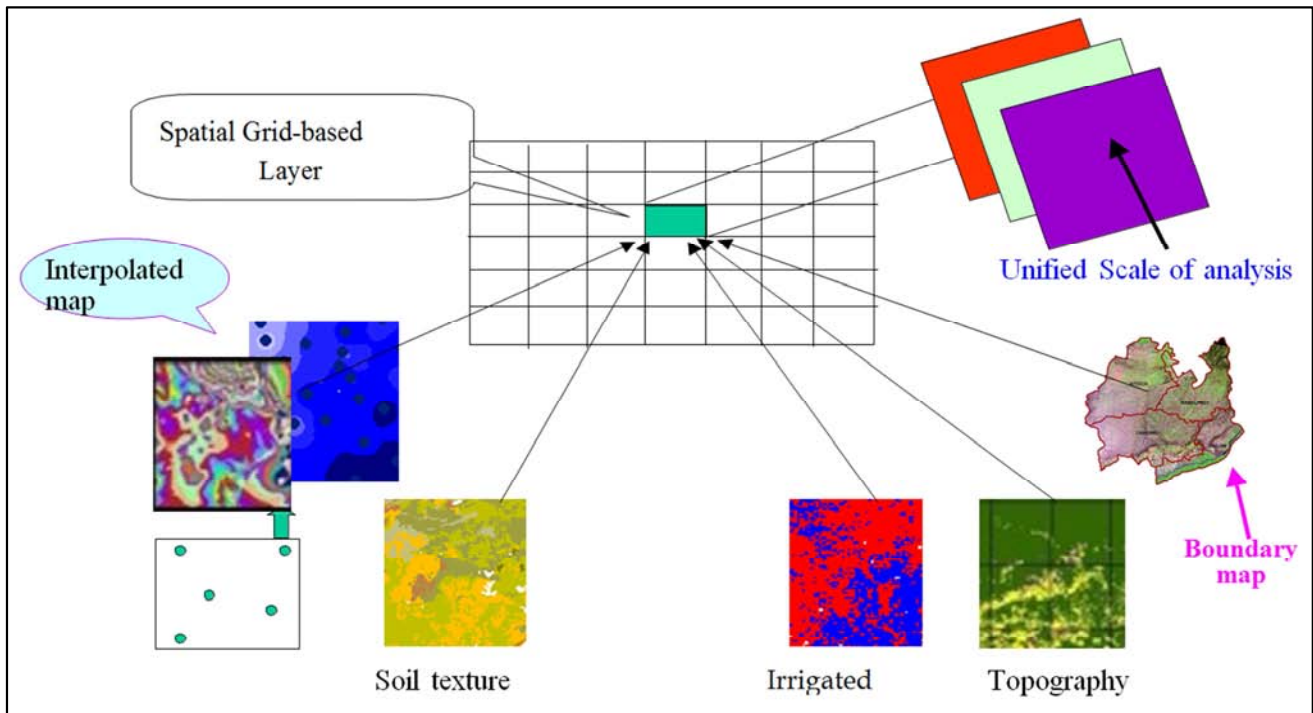 Spatial Grid-based
Layer
Interpolated
map
Unified Scale of analysis
Boundary
map
Soil texture
Irrigated
Topography